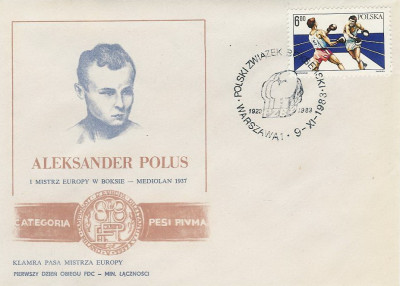 6.00 POLSKA
POLSKI ZWIĄZEK BOKSERSKI
1923 1983
WARSZAWA 1 · 9-XI-1983
ALEKSANDER POLUS
I MISTRZ EUROPY W BOKSIE — MEDIOLAN 1937
CATEGORIA PESI PIUMA
KLAMRA PASA MISTRZA EUROPY
PIERWSZY DZIEŃ OBIEGU FDC — MIN. ŁĄCZNOŚCI